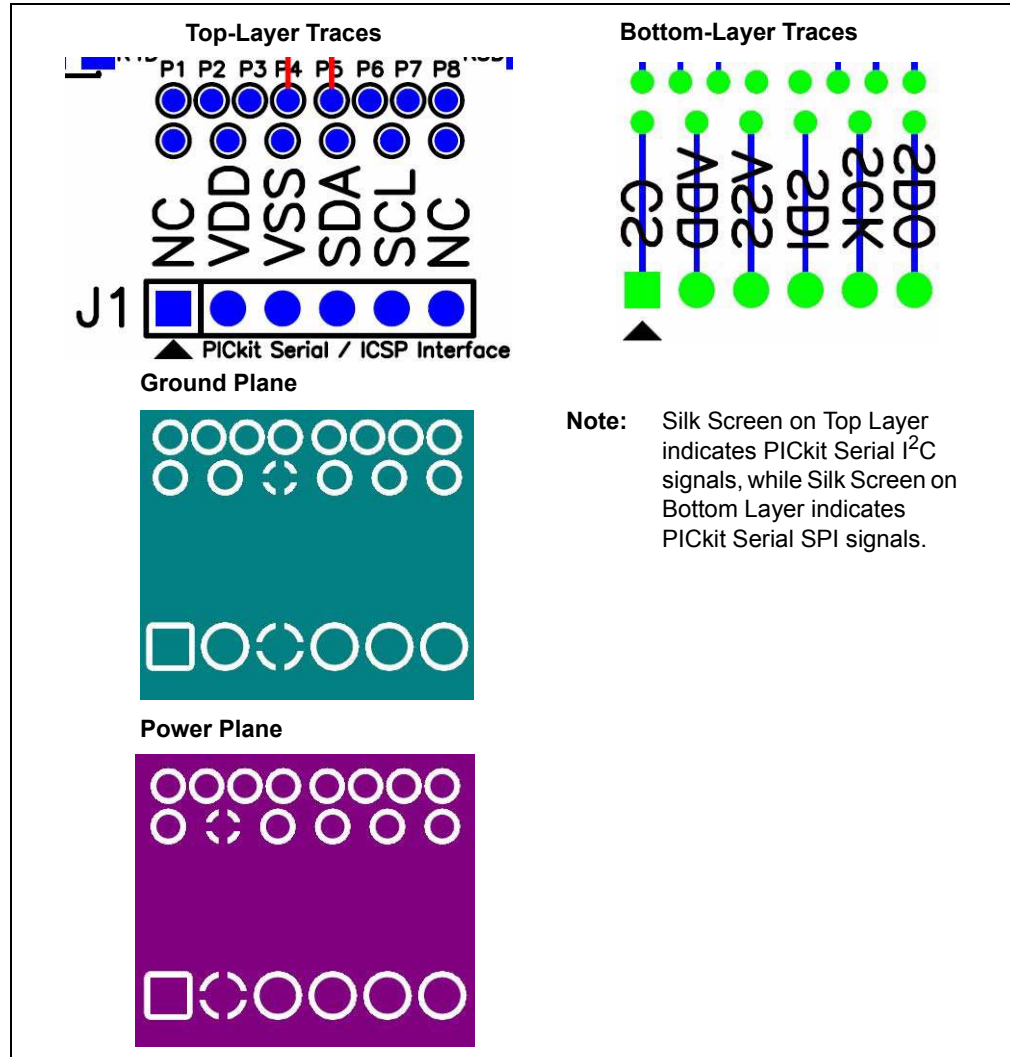 Top-Layer Traces
P1 P2 P3 P4 P5 P6 P7 P8
NC VDD VSS SDA SCL NC
J1
PICkit Serial / ICSP Interface
Bottom-Layer Traces
CS VDD VSS SDI SCK SDO
Ground Plane
Note: Silk Screen on Top Layer
indicates PICkit Serial I²C
signals, while Silk Screen on
Bottom Layer indicates
PICkit Serial SPI signals.
Power Plane